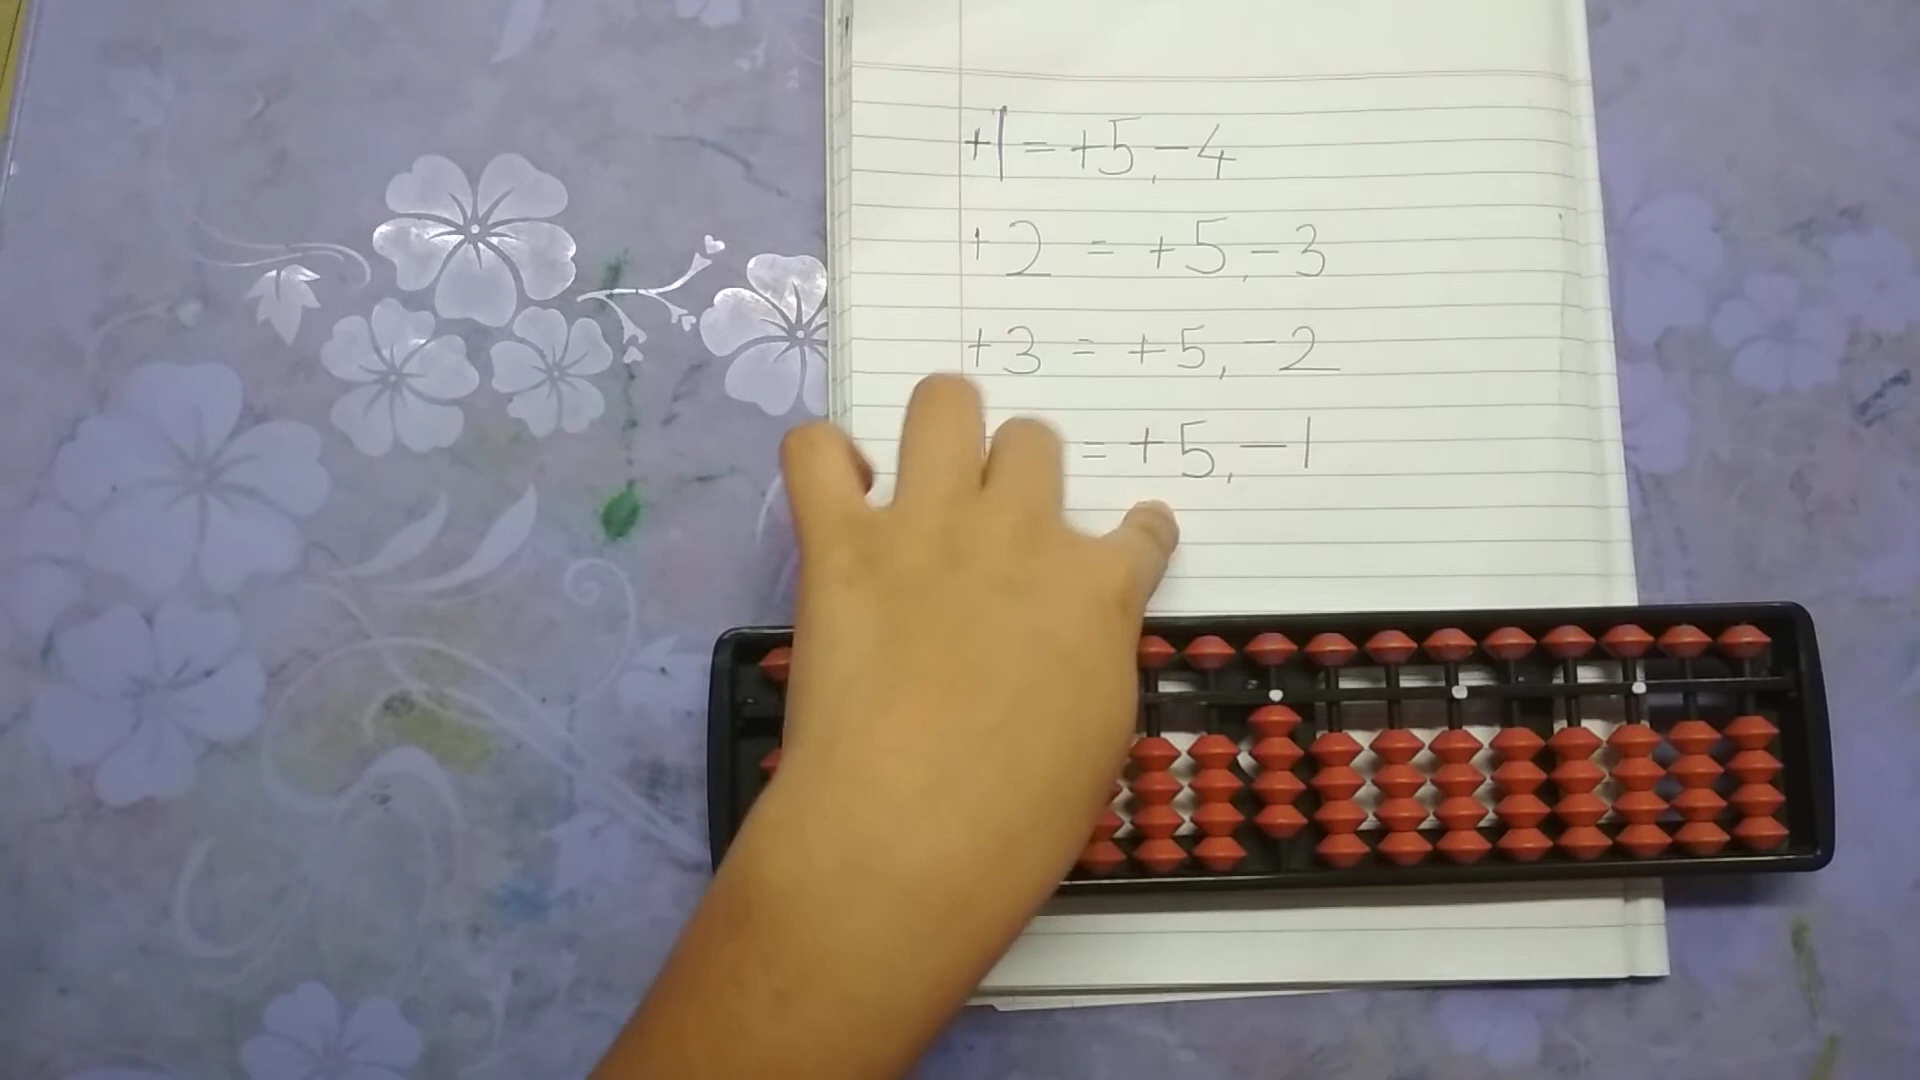 +1 = +5, -4
+2 = +5, -3
+3 = +5, -2
= +5, -1